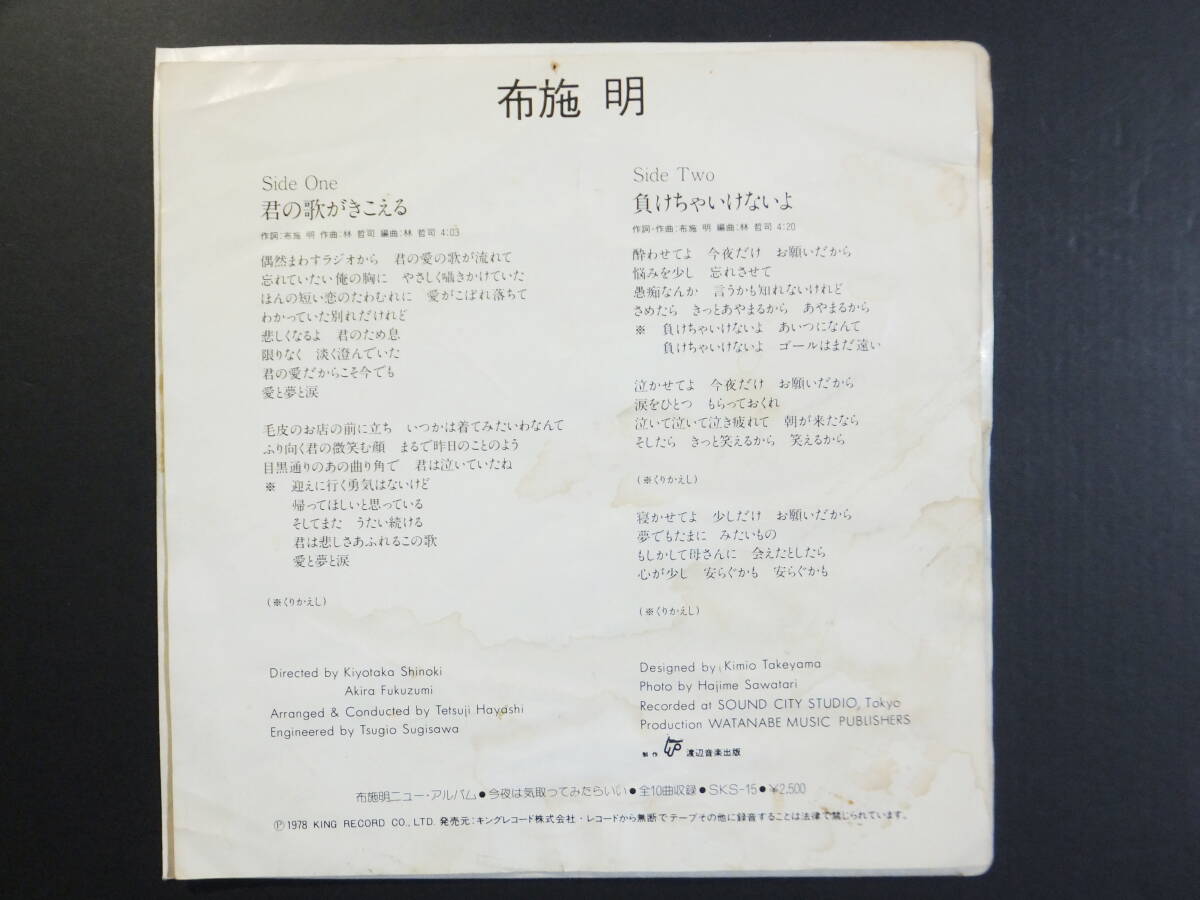 布施 明
Side One
君の歌がきこえる
作詞:布施 明 作曲:林 哲司 編曲:林 哲司 4:03
偶然まわすラジオから　君の愛の歌が流れて
忘れていたい俺の胸に　やさしく囁きかけていた
ほんの短い恋のたわむれに　愛がこぼれ落ちて
わかっていた別れだけれど
悲しくなるよ　君のため息
限りなく　淡く澄んでいた
君の愛だからこそ今でも
愛と夢と涙
毛皮のお店の前に立ち　いつかは着てみたいわなんて
ふり向く君の微笑む顔　まるで昨日のことのよう
目黒通りのあの曲り角で　君は泣いていたね
※　迎えに行く勇気はないけど
帰ってほしいと思っている
そしてまた　うたい続ける
君は悲しさあふれるこの歌
愛と夢と涙
(※くりかえし)
Side Two
負けちゃいけないよ
作詞・作曲:布施 明 編曲:林 哲司 4:20
酔わせてよ　今夜だけ　お願いだから
悩みを少し　忘れさせて
愚痴なんか　言うかも知れないけれど
さめたら　きっとあやまるから　あやまるから
※　負けちゃいけないよ　あいつになんて
負けちゃいけないよ　ゴールはまだ遠い
泣かせてよ　今夜だけ　お願いだから
涙をひとつ　もらっておくれ
泣いて泣いて泣き疲れて　朝が来たなら
そしたら　きっと笑えるから　笑えるから
(※くりかえし)
寝かせてよ　少しだけ　お願いだから
夢でもたまに　みたいもの
もしかして母さんに　会えたとしたら
心が少し　安らぐかも　安らぐかも
(※くりかえし)
Directed by Kiyotaka Shinoki
Akira Fukuzumi
Arranged & Conducted by Tetsuji Hayashi
Engineered by Tsugio Sugisawa
Designed by Kimio Takeyama
Photo by Hajime Sawatari
Recorded at SOUND CITY STUDIO, Tokyo
Production WATANABE MUSIC PUBLISHERS
制作 渡辺音楽出版
布施明ニュー・アルバム●今夜は気取ってみたらいい●全10曲収録●SKS-15●¥2,500
Ⓟ1978 KING RECORD CO., LTD. 発売元:キングレコード株式会社・レコードから無断でテープその他に録音することは法律で禁じられています。